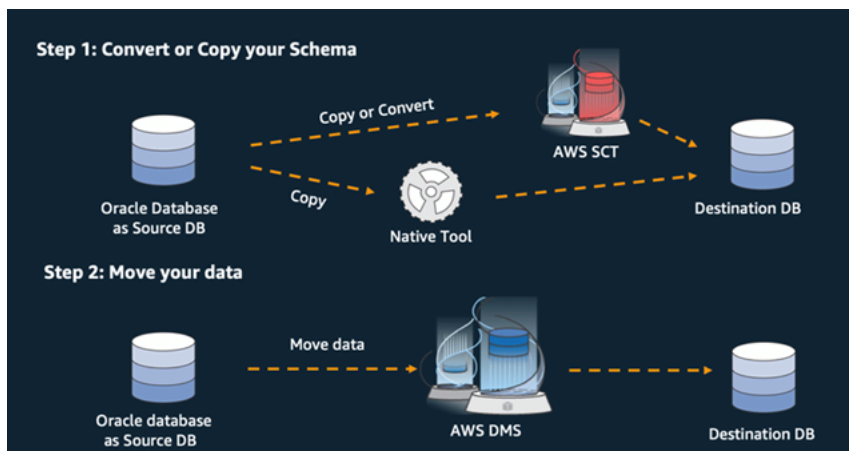 Step 1: Convert or Copy your Schema
Copy or Convert
AWS SCT
Oracle Database
as Source DB
Copy
Native Tool
Destination DB
Step 2: Move your data
Move data
Oracle database
as Source DB
AWS DMS
Destination DB